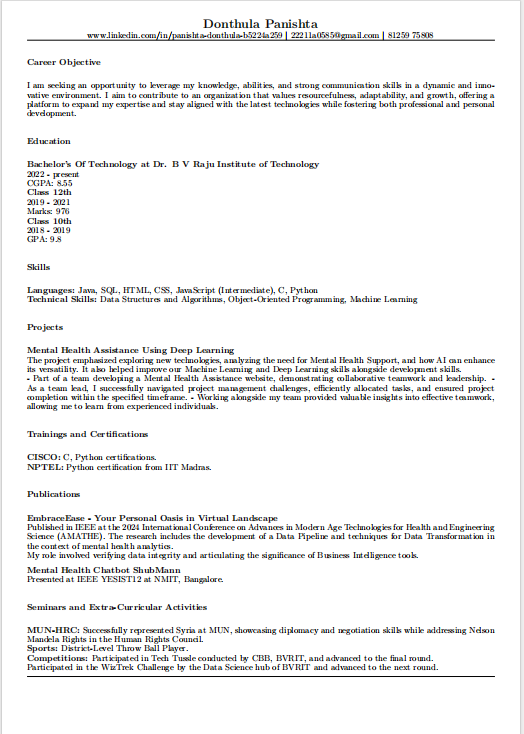 Donthula Panishta
www.linkedin.com/in/panishta-donthula-b5224a259 | 22211a0585@gmail.com | 81259 75808
Career Objective
I am seeking an opportunity to leverage my knowledge, abilities, and strong communication skills in a dynamic and inno-
vative environment. I aim to contribute to an organization that values resourcefulness, adaptability, and growth, offering a
platform to expand my expertise and stay aligned with the latest technologies while fostering both professional and personal
development.
Education
Bachelor's Of Technology at Dr. B V Raju Institute of Technology
2022 - present
CGPA: 8.55
Class 12th
2019 - 2021
Marks: 976
Class 10th
2018 - 2019
GPA: 9.8
Skills
Languages: Java, SQL, HTML, CSS, JavaScript (Intermediate), C, Python
Technical Skills: Data Structures and Algorithms, Object-Oriented Programming, Machine Learning
Projects
Mental Health Assistance Using Deep Learning
The project emphasized exploring new technologies, analyzing the need for Mental Health Support, and how AI can enhance
its versatility. It also helped improve our Machine Learning and Deep Learning skills alongside development skills.
- Part of a team developing a Mental Health Assistance website, demonstrating collaborative teamwork and leadership. -
As a team lead, I successfully navigated project management challenges, efficiently allocated tasks, and ensured project
completion within the specified timeframe. - Working alongside my team provided valuable insights into effective teamwork,
allowing me to learn from experienced individuals.
Trainings and Certifications
CISCO: C, Python certifications.
NPTEL: Python certification from IIT Madras.
Publications
EmbraceEase - Your Personal Oasis in Virtual Landscape
Published in IEEE at the 2024 International Conference on Advances in Modern Age Technologies for Health and Engineering
Science (AMATHE). The research includes the development of a Data Pipeline and techniques for Data Transformation in
the context of mental health analytics.
My role involved verifying data integrity and articulating the significance of Business Intelligence tools.
Mental Health Chatbot ShubMann
Presented at IEEE YESIST12 at NMIT, Bangalore.
Seminars and Extra-Curricular Activities
MUN-HRC: Successfully represented Syria at MUN, showcasing diplomacy and negotiation skills while addressing Nelson
Mandela Rights in the Human Rights Council.
Sports: District-Level Throw Ball Player.
Competitions: Participated in Tech Tussle conducted by CBB, BVRIT, and advanced to the final round.
Participated in the WizTrek Challenge by the Data Science hub of BVRIT and advanced to the next round.